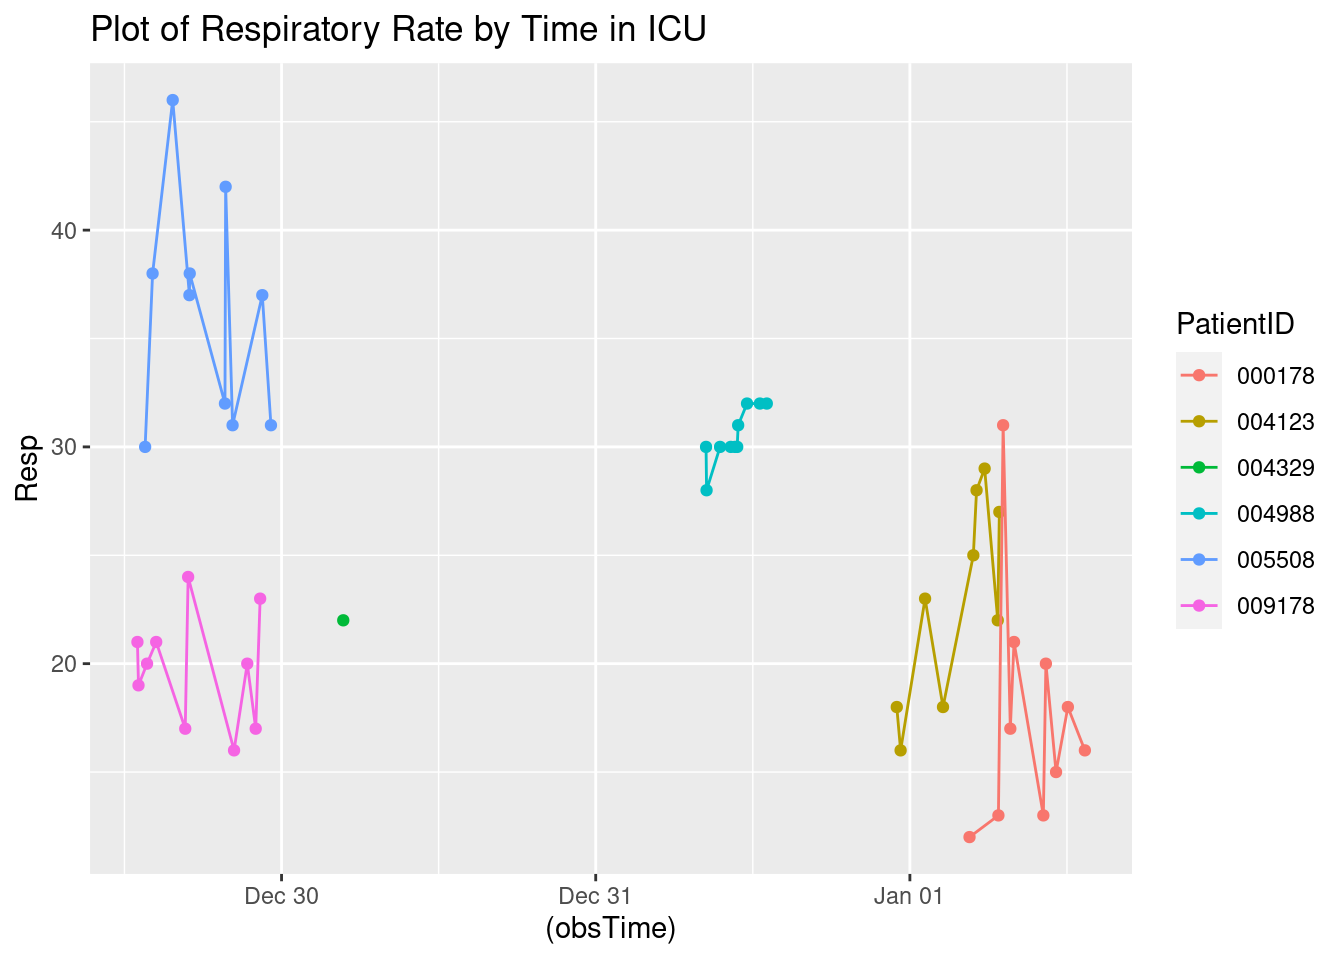 Plot of Respiratory Rate by Time in ICU
40
30
20
Resp
Dec 30
Dec 31
Jan 01
(obsTime)
PatientID
000178
004123
004329
004988
005508
009178